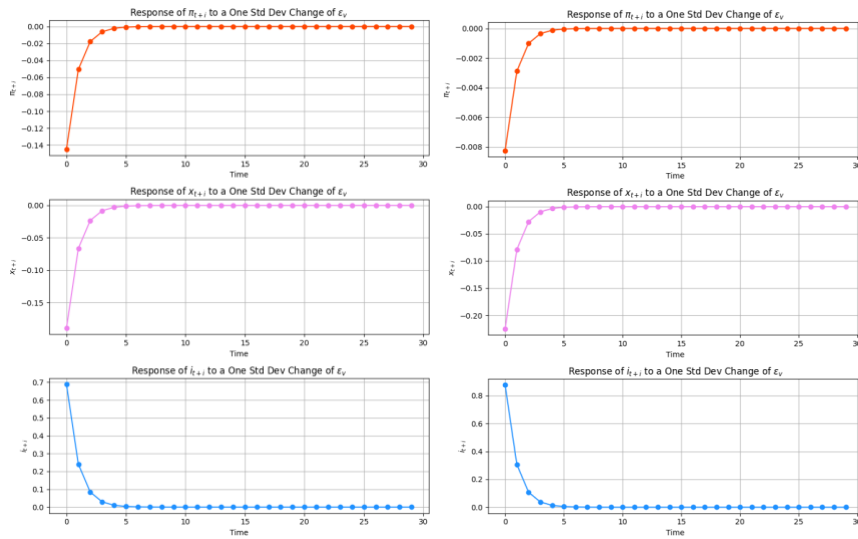 Response of π_{t+i} to a One Std Dev Change of ε_v
π_{t+i}
0.00
−0.02
−0.04
−0.06
−0.08
−0.10
−0.12
−0.14
0 5 10 15 20 25 30
Time
Response of π_{t+i} to a One Std Dev Change of ε_v
π_{t+i}
0.000
−0.002
−0.004
−0.006
−0.008
0 5 10 15 20 25 30
Time
Response of x_{t+i} to a One Std Dev Change of ε_v
x_{t+i}
0.00
−0.05
−0.10
−0.15
0 5 10 15 20 25 30
Time
Response of x_{t+i} to a One Std Dev Change of ε_v
x_{t+i}
0.00
−0.05
−0.10
−0.15
−0.20
0 5 10 15 20 25 30
Time
Response of i_{t+i} to a One Std Dev Change of ε_v
i_{t+i}
0.7
0.6
0.5
0.4
0.3
0.2
0.1
0.0
0 5 10 15 20 25 30
Time
Response of i_{t+i} to a One Std Dev Change of ε_v
i_{t+i}
0.8
0.6
0.4
0.2
0.0
0 5 10 15 20 25 30
Time